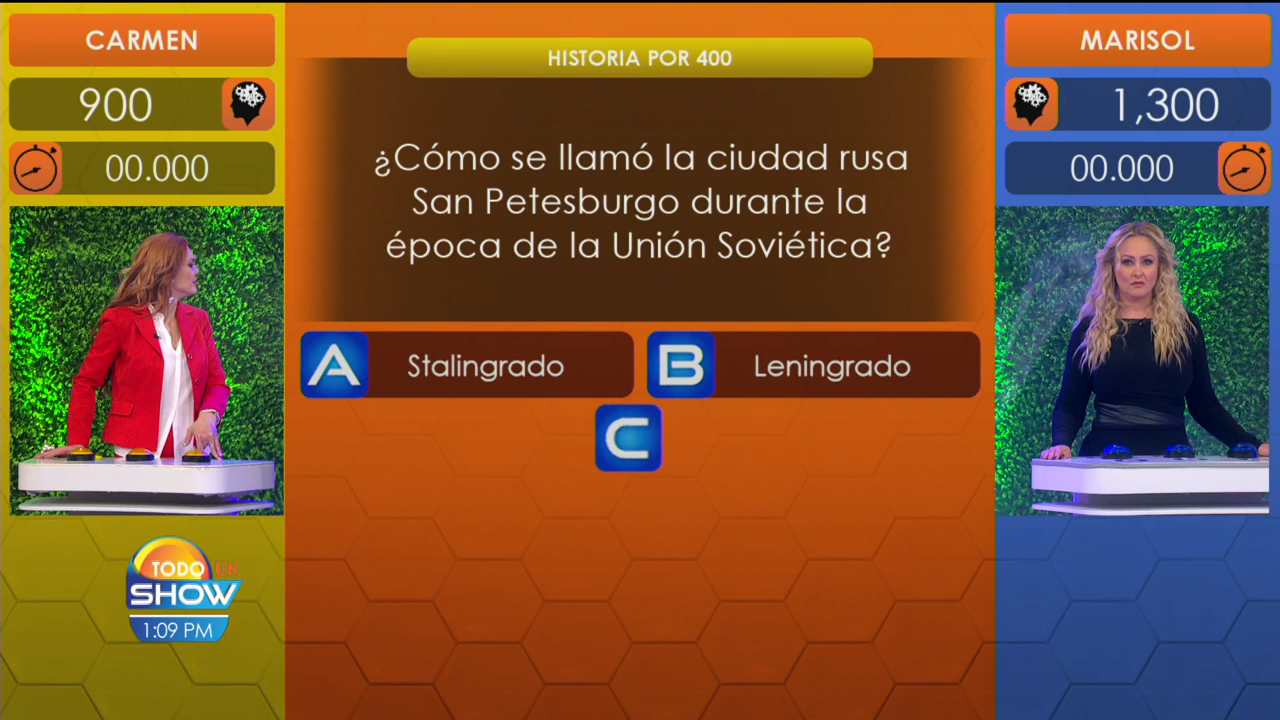 CARMEN
900
00.000
HISTORIA POR 400
¿Cómo se llamó la ciudad rusa
San Petesburgo durante la
época de la Unión Soviética?
A Stalingrado
B Leningrado
C
MARISOL
1,300
00.000
TODO UN
SHOW
1:09 PM